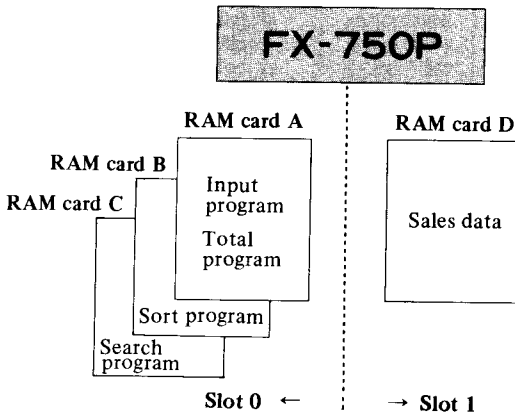 FX-750P
RAM card A
RAM card D
RAM card B
RAM card C
Input
program
Total
program
Sales data
Sort program
Search
program
Slot 0 ←
→ Slot 1